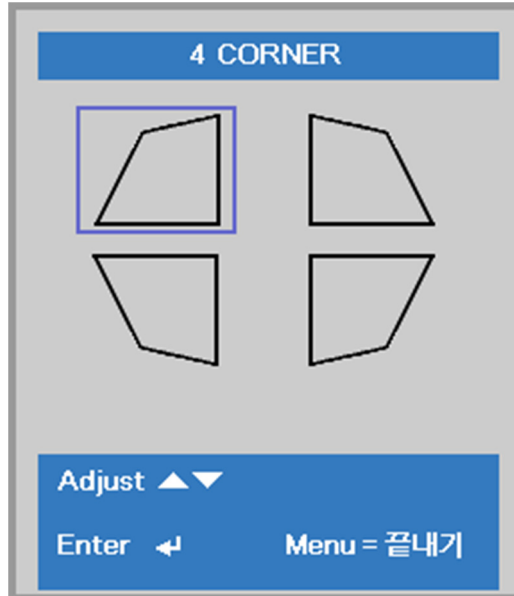 4 CORNER
Adjust ▲▼
Enter ↵ Menu = 끝내기